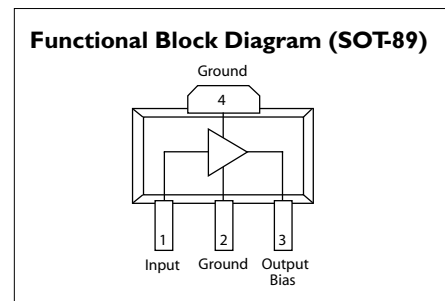 Functional Block Diagram (SOT-89)
Ground
4
1 2 3
Input Ground Output
Bias